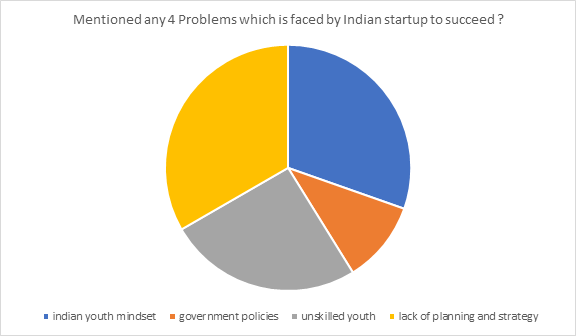 Mentioned any 4 Problems which is faced by Indian startup to succeed ?
indian youth mindset government policies unskilled youth lack of planning and strategy